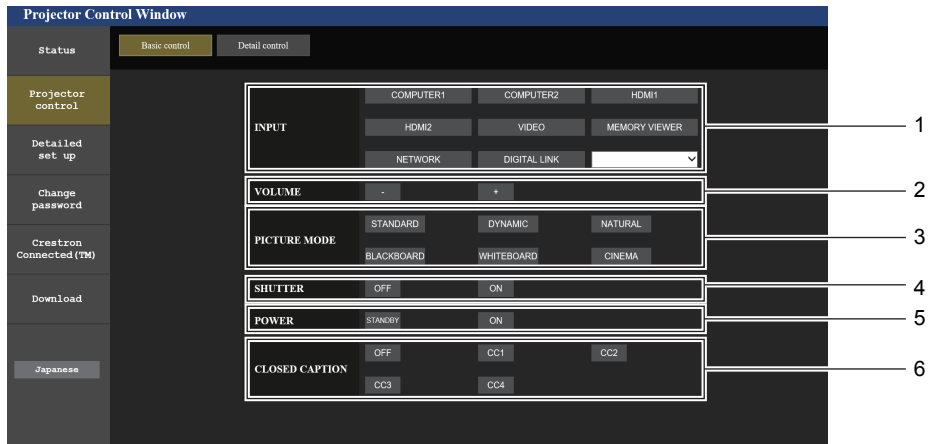 Projector Control Window
Status
Basic control
Detail control
Projector
control
Detailed
set up
Change
password
Crestron
Connected(TM)
Download
Japanese
INPUT
COMPUTER1 COMPUTER2 HDMI1
HDMI2 VIDEO MEMORY VIEWER
NETWORK DIGITAL LINK
1
VOLUME - +
2
PICTURE MODE
STANDARD DYNAMIC NATURAL
BLACKBOARD WHITEBOARD CINEMA
3
SHUTTER OFF ON
4
POWER STANDBY ON
5
CLOSED CAPTION
OFF CC1 CC2
CC3 CC4
6